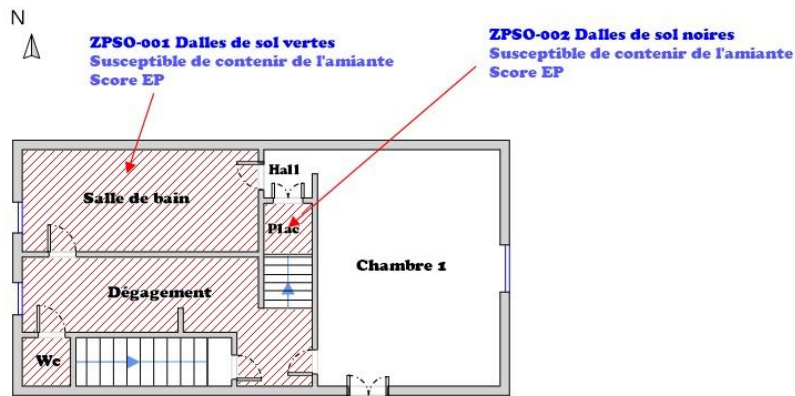 N
ZPSO-001 Dalles de sol vertes
Susceptible de contenir de l'amiante
Score EP
ZPSO-002 Dalles de sol noires
Susceptible de contenir de l'amiante
Score EP
Hall
Salle de bain
Plac
Chambre 1
Dégagement
Wc